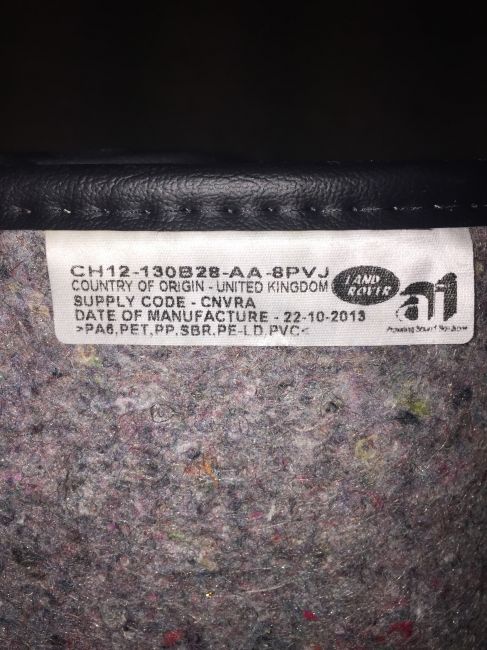 CH12-130B28-AA-8PVJ
COUNTRY OF ORIGIN - UNITED KINGDOM
SUPPLY CODE - CNVRA
DATE OF MANUFACTURE - 22-10-2013
>PA6,PET,PP,SBR,PE-LD,PVC<
LAND
ROVER
a1